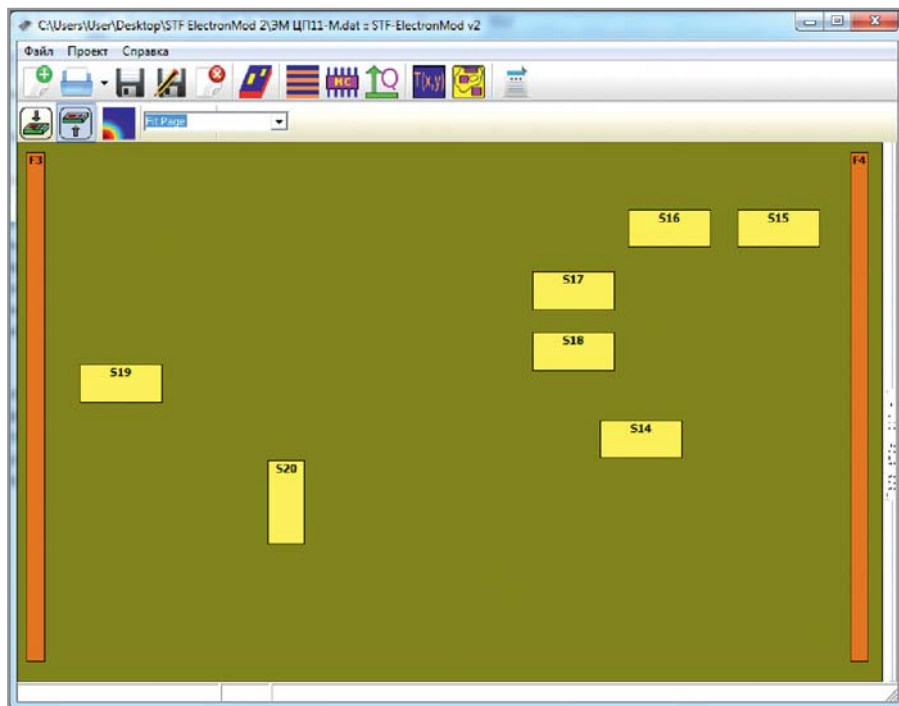 C:\Users\User\Desktop\STF ElectronMod 2\ЭМ ЦП11-М.dat :: STF-ElectronMod v2
Файл Проект Справка
МС Q T(x,y)
Fit Page
F3 F4
S16 S15
S17
S18
S19
S14
S20